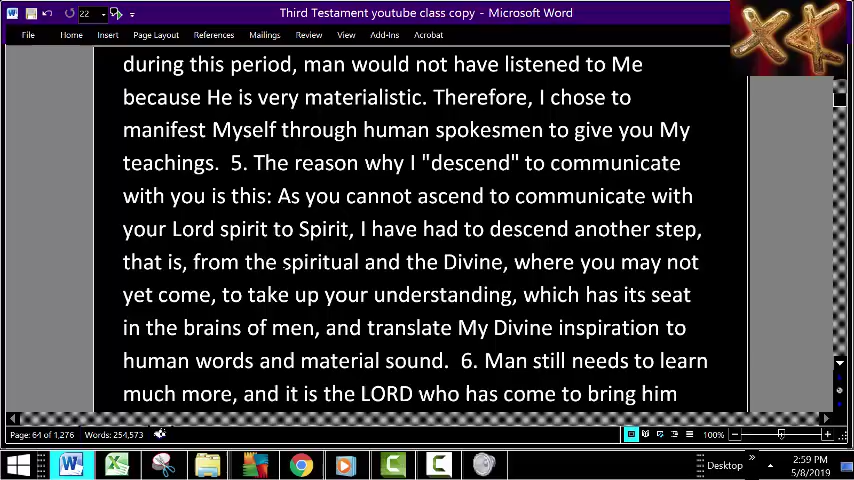 22
Third Testament youtube class copy - Microsoft Word
File Home Insert Page Layout References Mailings Review View Add-Ins Acrobat
during this period, man would not have listened to Me
because He is very materialistic. Therefore, I chose to
manifest Myself through human spokesmen to give you My
teachings.  5. The reason why I "descend" to communicate
with you is this: As you cannot ascend to communicate with
your Lord spirit to Spirit, I have had to descend another step,
that is, from the spiritual and the Divine, where you may not
yet come, to take up your understanding, which has its seat
in the brains of men, and translate My Divine inspiration to
human words and material sound.  6. Man still needs to learn
much more, and it is the LORD who has come to bring him
Page: 64 of 1,276 Words: 254,573 100%
Desktop
2:59 PM
5/8/2019